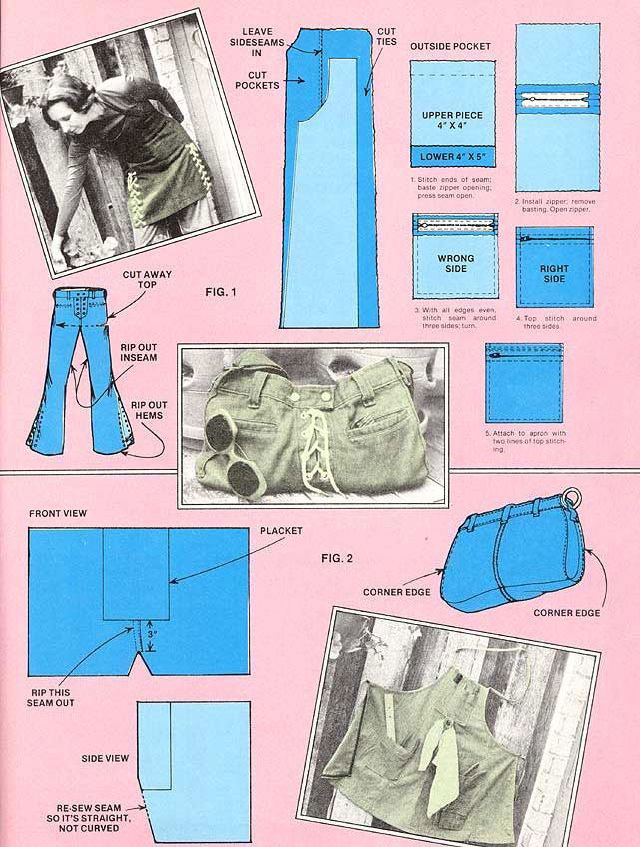 LEAVE
SIDESEAMS
IN
CUT
TIES
CUT
POCKETS
OUTSIDE POCKET
UPPER PIECE
4" X 4"
LOWER 4" X 5"
1. Stitch ends of seam;
baste zipper opening;
press seam open.
2. Install zipper; remove
basting. Open zipper.
WRONG
SIDE
RIGHT
SIDE
3. With all edges even,
stitch seam around
three sides; turn.
4. Top stitch around
three sides.
5. Attach to apron with
two lines of top stitch-
ing.
CUT AWAY
TOP
FIG. 1
RIP OUT
INSEAM
RIP OUT
HEMS
FRONT VIEW
PLACKET
FIG. 2
3"
RIP THIS
SEAM OUT
CORNER EDGE
CORNER EDGE
SIDE VIEW
RE-SEW SEAM
SO IT'S STRAIGHT,
NOT CURVED